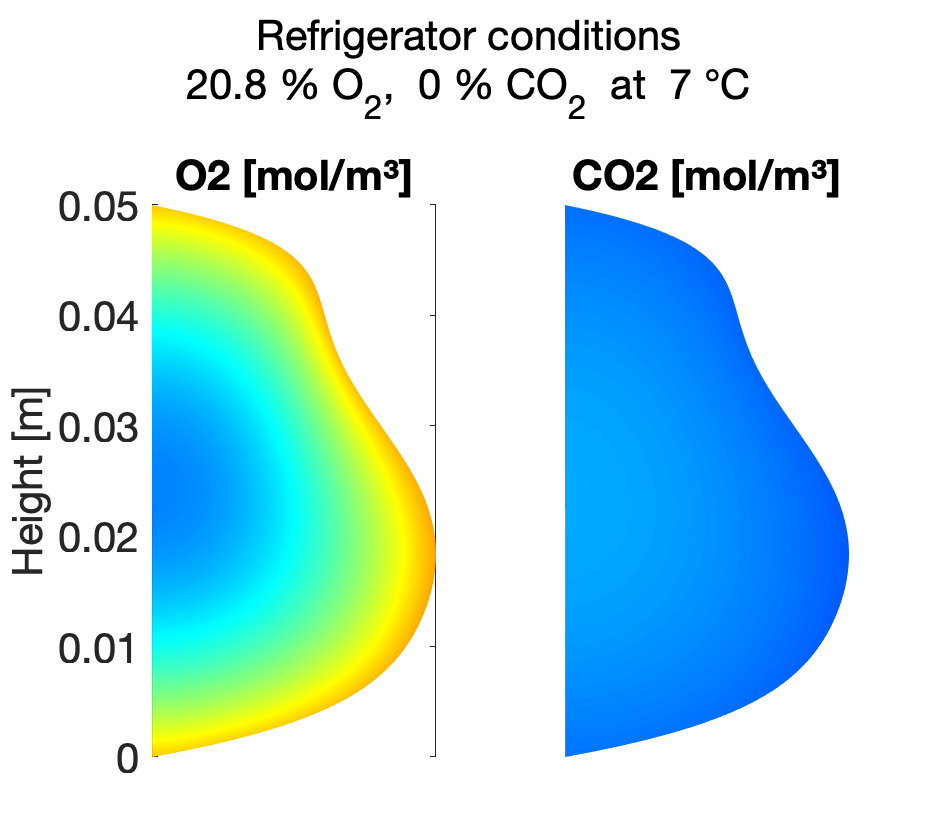 Refrigerator conditions
20.8 % O₂, 0 % CO₂ at 7 °C
O2 [mol/m³]
CO2 [mol/m³]
0.05
0.04
0.03
0.02
0.01
0
Height [m]